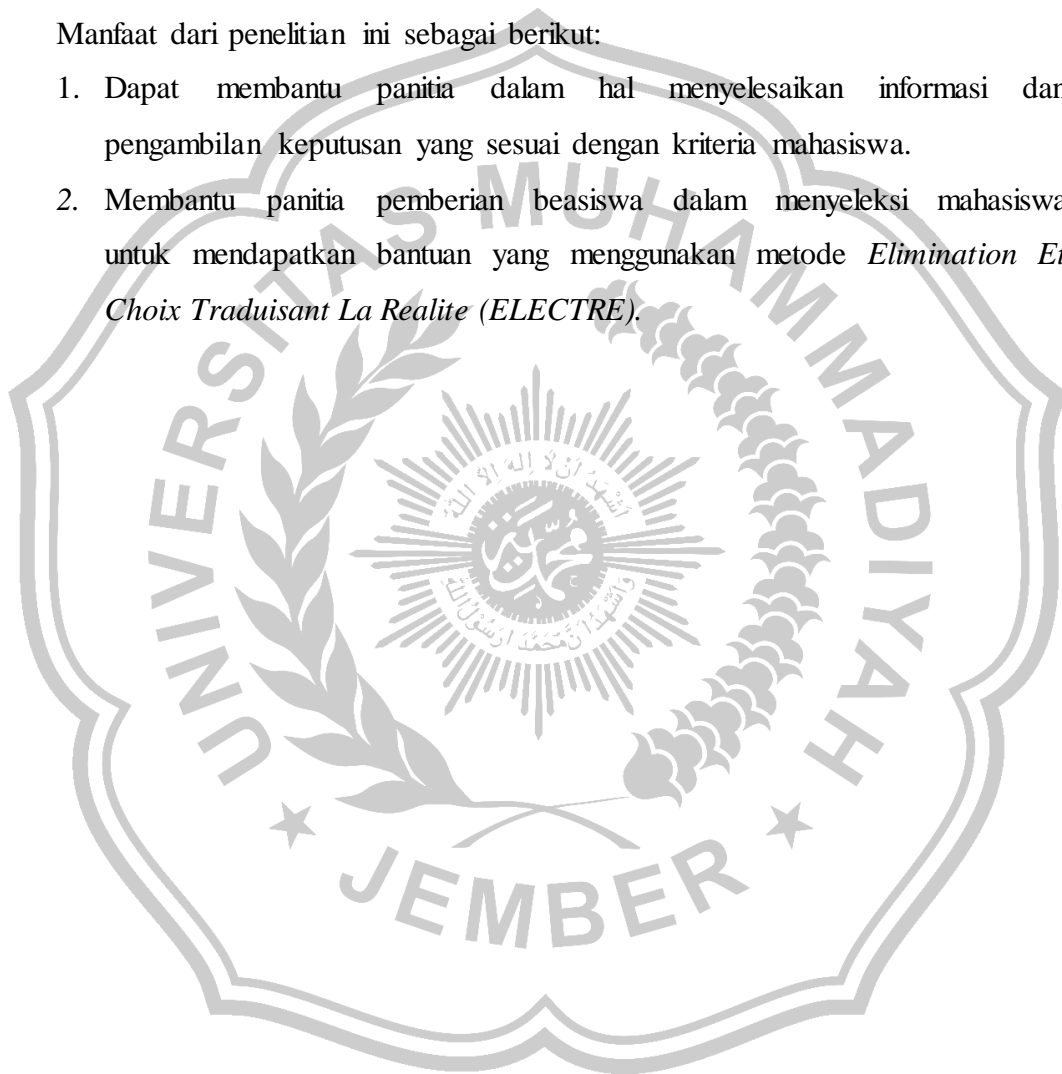 Manfaat dari penelitian ini sebagai berikut:
1. Dapat membantu panitia dalam hal menyelesaikan informasi dan
pengambilan keputusan yang sesuai dengan kriteria mahasiswa.
2. Membantu panitia pemberian beasiswa dalam menyeleksi mahasiswa
untuk mendapatkan bantuan yang menggunakan metode Elimination Et
Choix Traduisant La Realite (ELECTRE).
UNIVERSITAS MUHAMMADIYAH
JEMBER